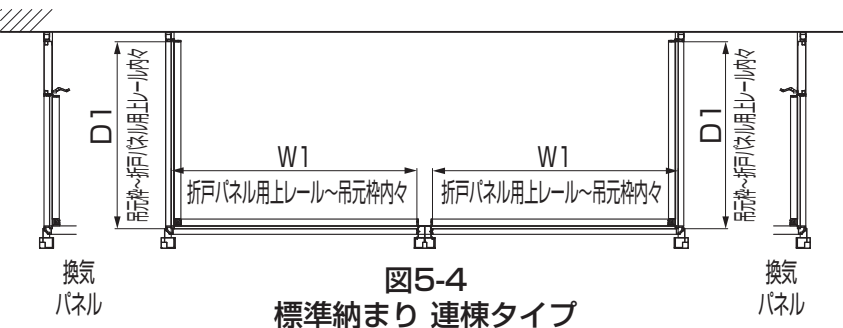 D1
吊元枠～折戸パネル用上レール内々
W1
折戸パネル用上レール～吊元枠内々
W1
折戸パネル用上レール～吊元枠内々
D1
吊元枠～折戸パネル用上レール内々
換気
パネル
図5-4
標準納まり 連棟タイプ
換気
パネル